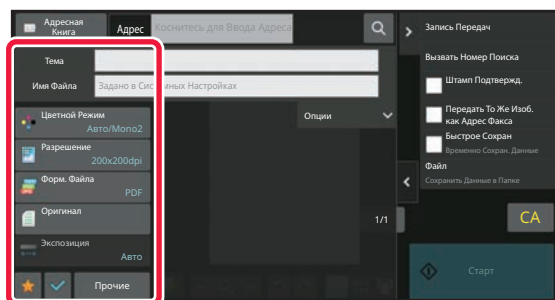 Адресная
Книга
Адрес
Коснитесь для Ввода Адреса
Тема
Имя Файла
Задано в Системных Настройках
Цветной Режим
Авто/Mono2
Разрешение
200x200dpi
Форм. Файла
PDF
Оригинал
Экспозиция
Авто
Прочие
Опции
1/1
Запись Передач
Вызвать Номер Поиска
Штамп Подтвержд.
Передать То Же Изоб.
как Адрес Факса
Быстрое Сохран
Временно Сохран. Данные
Файл
Сохранить Данные в Папке
CA
Старт